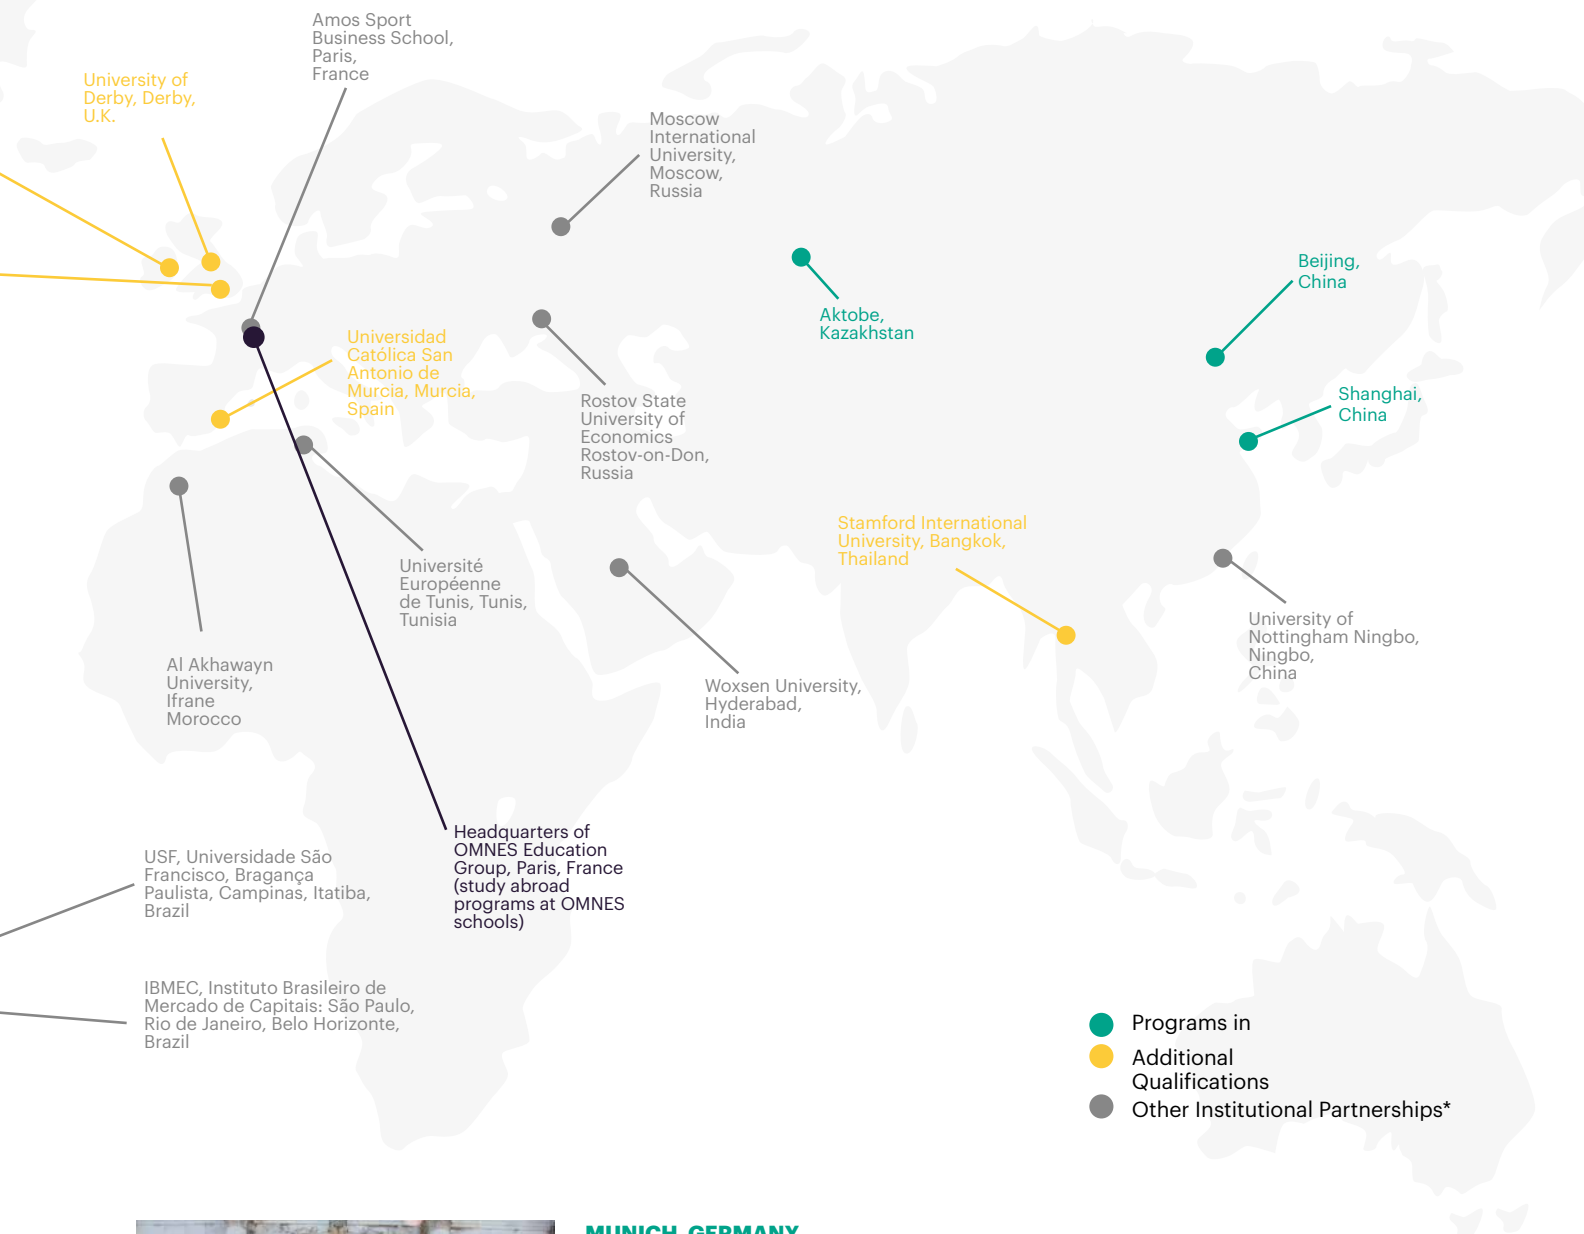 Amos Sport
Business School,
Paris,
France
University of
Derby, Derby,
U.K.
Moscow
International
University,
Moscow,
Russia
Beijing,
China
Aktobe,
Kazakhstan
Universidad
Católica San
Antonio de
Murcia, Murcia,
Spain
Rostov State
University of
Economics
Rostov-on-Don,
Russia
Shanghai,
China
Stamford International
University, Bangkok,
Thailand
Université
Européenne
de Tunis, Tunis,
Tunisia
University of
Nottingham Ningbo,
Ningbo,
China
Al Akhawayn
University,
Ifrane
Morocco
Woxsen University,
Hyderabad,
India
Headquarters of
OMNES Education
Group, Paris, France
(study abroad
programs at OMNES
schools)
USF, Universidade São
Francisco, Bragança
Paulista, Campinas, Itatiba,
Brazil
IBMEC, Instituto Brasileiro de
Mercado de Capitais: São Paulo,
Rio de Janeiro, Belo Horizonte,
Brazil
Programs in
Additional
Qualifications
Other Institutional Partnerships*
MUNICH, GERMANY